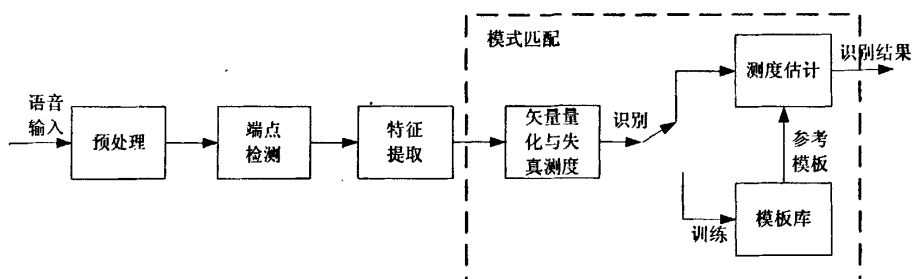 模式匹配
语音
输入
预处理
端点
检测
特征
提取
矢量量
化与失
真测度
识别
测度估计
识别结果
参考
模板
训练
模板库